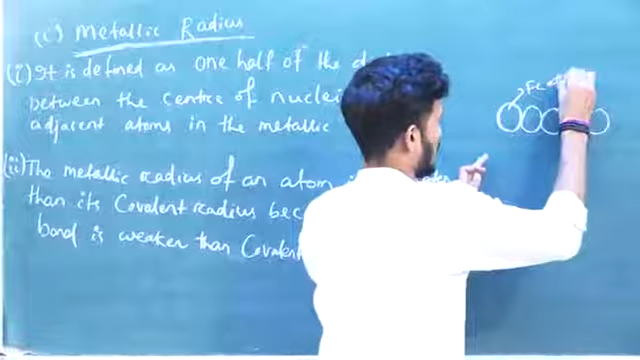 (c) Metallic Radius
(i) It is defined as one half of the
between the centre of nuclei
adjacent atoms in the metallic
(ii) The metallic radius of an atom
than its Covalent radius
bond is weaker than Covalent
Fe